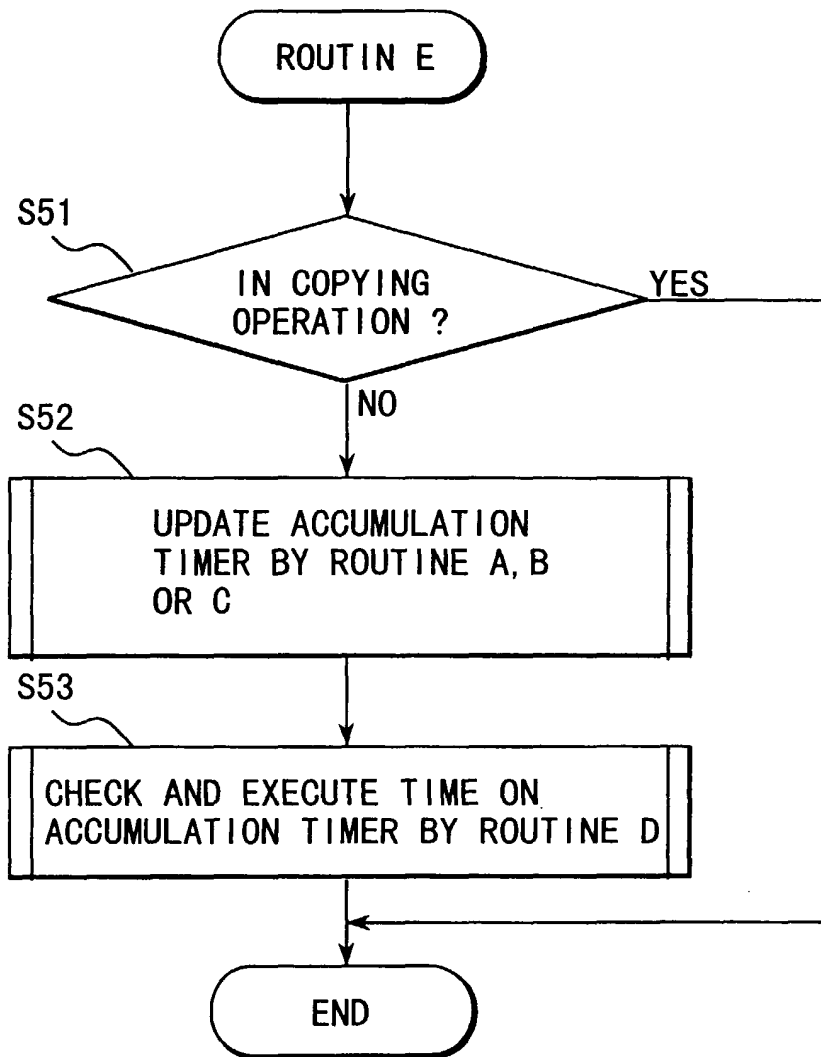 ROUTIN E
S51
IN COPYING
OPERATION ?
YES
NO
S52
UPDATE ACCUMULATION
TIMER BY ROUTINE A, B
OR C
S53
CHECK AND EXECUTE TIME ON
ACCUMULATION TIMER BY ROUTINE D
END